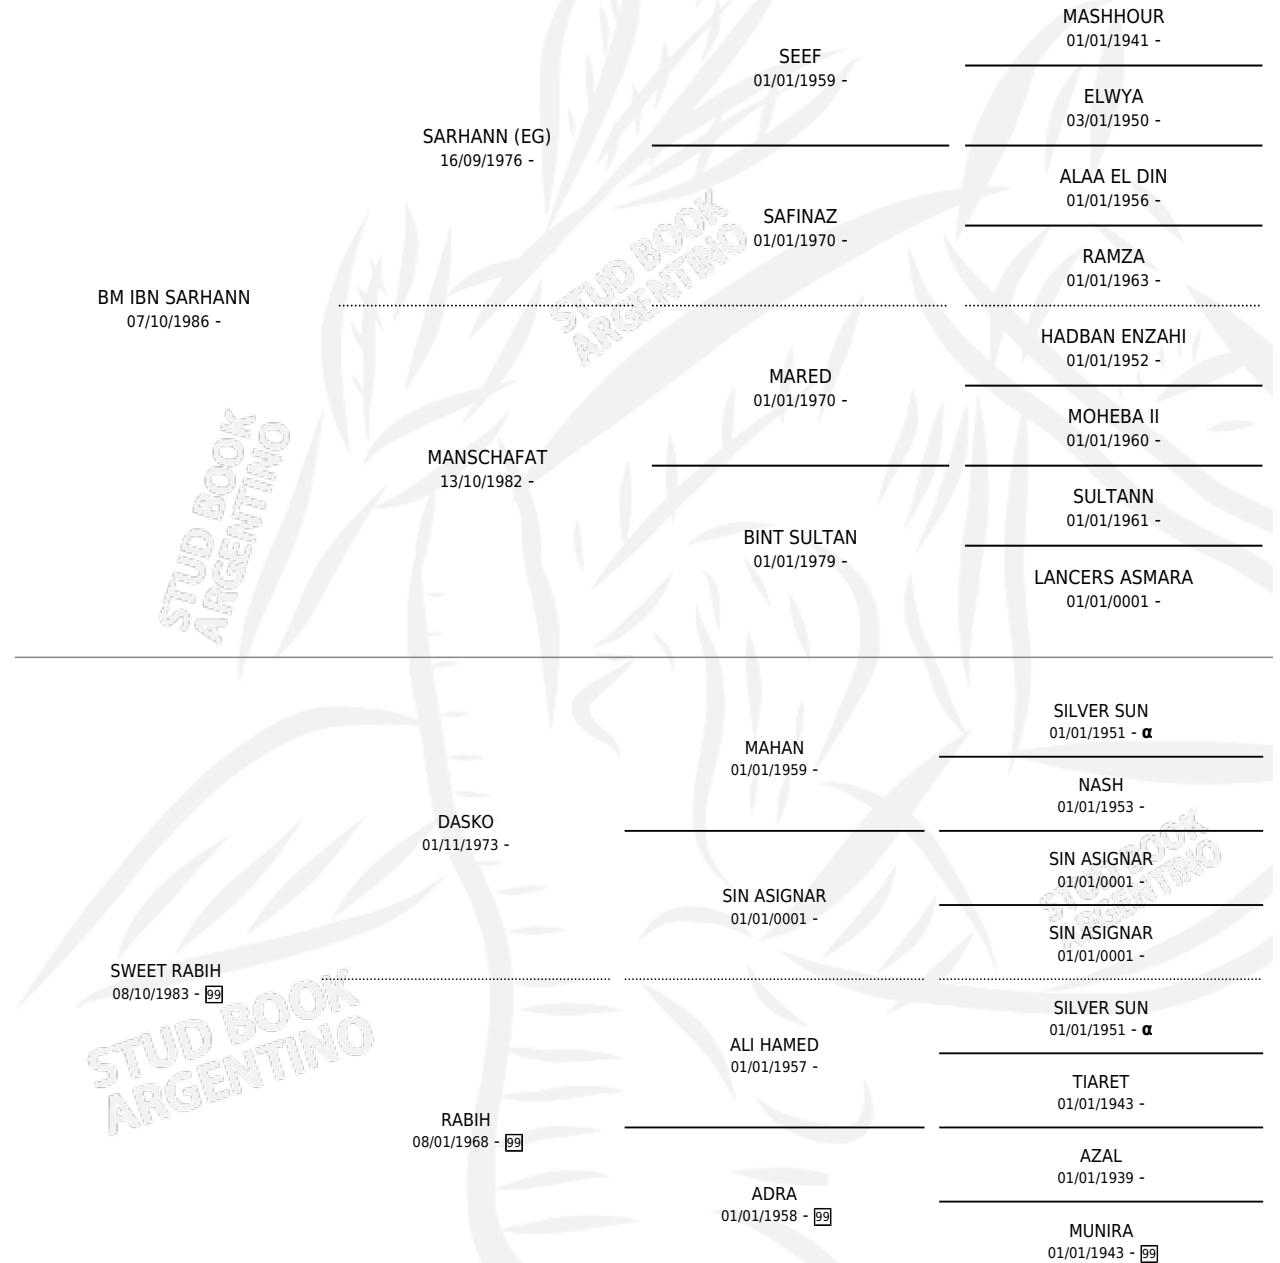 MASHHOUR
01/01/1941 -
SEEF
01/01/1959 -
ELWYA
03/01/1950 -
SARHANN (EG)
16/09/1976 -
ALAA EL DIN
01/01/1956 -
SAFINAZ
01/01/1970 -
RAMZA
01/01/1963 -
BM IBN SARHANN
07/10/1986 -
HADBAN ENZAHI
01/01/1952 -
MARED
01/01/1970 -
MOHEBA II
01/01/1960 -
MANSCHAFAT
13/10/1982 -
SULTANN
01/01/1961 -
BINT SULTAN
01/01/1979 -
LANCERS ASMARA
01/01/0001 -
STUD BOOK
ARGENTINO
STUD BOOK
ARGENTINO
SILVER SUN
01/01/1951 - α
MAHAN
01/01/1959 -
NASH
01/01/1953 -
DASKO
01/11/1973 -
SIN ASIGNAR
01/01/0001 -
SIN ASIGNAR
01/01/0001 -
SIN ASIGNAR
01/01/0001 -
STUD BOOK
ARGENTINO
SWEET RABIH
08/10/1983 - 99
SILVER SUN
01/01/1951 - α
ALI HAMED
01/01/1957 -
TIARET
01/01/1943 -
STUD BOOK
ARGENTINO
RABIH
08/01/1968 - 99
AZAL
01/01/1939 -
ADRA
01/01/1958 - 99
MUNIRA
01/01/1943 - 99